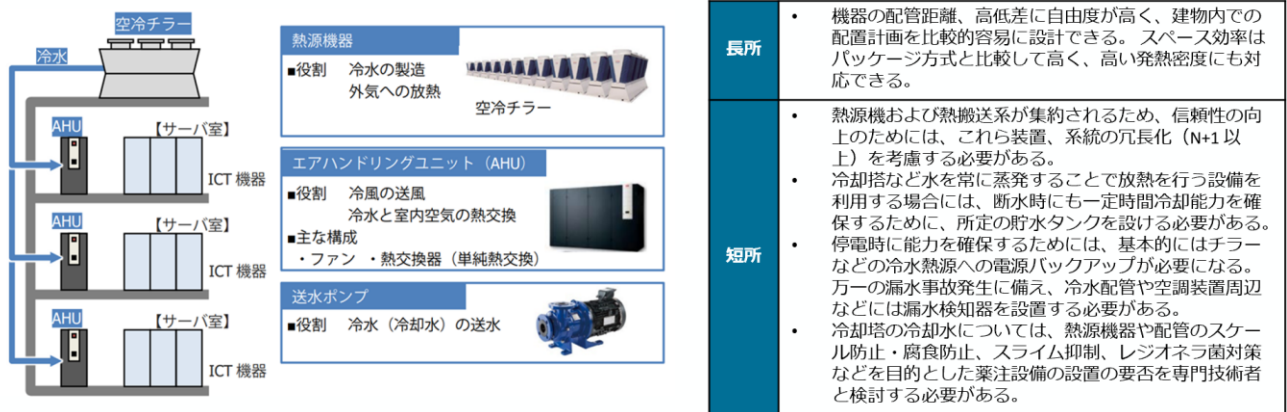 空冷チラー
冷水
AHU
【サーバ室】
ICT 機器
AHU
【サーバ室】
ICT 機器
AHU
【サーバ室】
ICT 機器
熱源機器
■役割 冷水の製造
外気への放熱
空冷チラー
エアハンドリングユニット（AHU）
■役割 冷風の送風
冷水と室内空気の熱交換
■主な構成
・ファン ・熱交換器（単純熱交換）
送水ポンプ
■役割 冷水（冷却水）の送水
長所
• 機器の配管距離、高低差に自由度が高く、建物内での
配置計画を比較的容易に設計できる。 スペース効率は
パッケージ方式と比較して高く、高い発熱密度にも対
応できる。
短所
• 熱源機および熱搬送系が集約されるため、信頼性の向
上のためには、これら装置、系統の冗長化（N+1 以
上）を考慮する必要がある。
• 冷却塔など水を常に蒸発することで放熱を行う設備を
利用する場合には、断水時にも一定時間冷却能力を確
保するために、所定の貯水タンクを設ける必要がある。
• 停電時に能力を確保するためには、基本的にはチラー
などの冷水熱源への電源バックアップが必要になる。
万一の漏水事故発生に備え、冷水配管や空調装置周辺
などには漏水検知器を設置する必要がある。
• 冷却塔の冷却水については、熱源機器や配管のスケー
ル防止・腐食防止、スライム抑制、レジオネラ菌対策
などを目的とした薬注設備の設置の要否を専門技術者
と検討する必要がある。